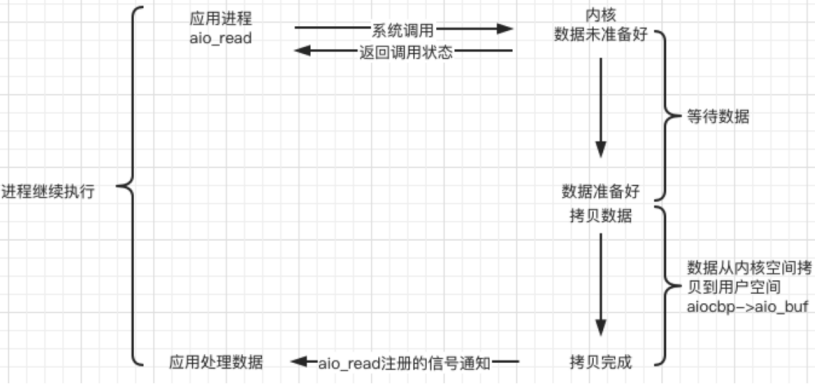 应用进程
aio_read
系统调用
返回调用状态
内核
数据未准备好
等待数据
进程继续执行
数据准备好
拷贝数据
数据从内核空间拷
贝到用户空间
aiocbp->aio_buf
应用处理数据
aio_read注册的信号通知
拷贝完成